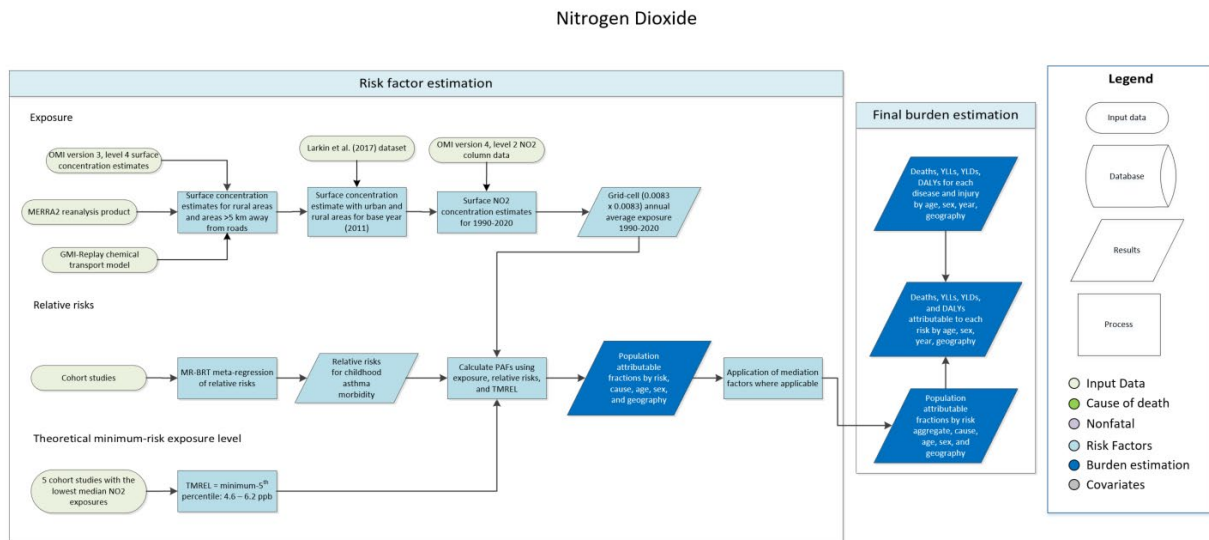 Nitrogen Dioxide
Risk factor estimation
Exposure
OMI version 3, level 4 surface
concentration estimates
MERRA2 reanalysis product
GMI-Replay chemical
transport model
Surface concentration
estimates for rural areas
and areas >5 km away
from roads
Larkin et al. (2017) dataset
Surface concentration
estimate with urban and
rural areas for base year
(2011)
OMI version 4, level 2 NO2
column data
Surface NO2
concentration estimates
for 1990-2020
Grid-cell (0.0083
x 0.0083) annual
average exposure
1990-2020
Relative risks
Cohort studies
MR-BRT meta-regression
of relative risks
Relative risks
for childhood
asthma
morbidity
Calculate PAFs using
exposure, relative risks,
and TMREL
Population
attributable
fractions by risk,
cause, age, sex,
and geography
Application of mediation
factors where applicable
Theoretical minimum-risk exposure level
5 cohort studies with the
lowest median NO2
exposures
TMREL = minimum-5th
percentile: 4.6 – 6.2 ppb
Final burden estimation
Deaths, YLLs, YLDs,
DALYs for each
disease and injury
by age, sex, year,
geography
Deaths, YLLs, YLDs,
and DALYs
attributable to each
risk by age, sex,
year, geography
Population
attributable
fractions by risk
aggregate, cause,
age, sex, and
geography
Legend
Input data
Database
Results
Process
Input Data
Cause of death
Nonfatal
Risk Factors
Burden estimation
Covariates